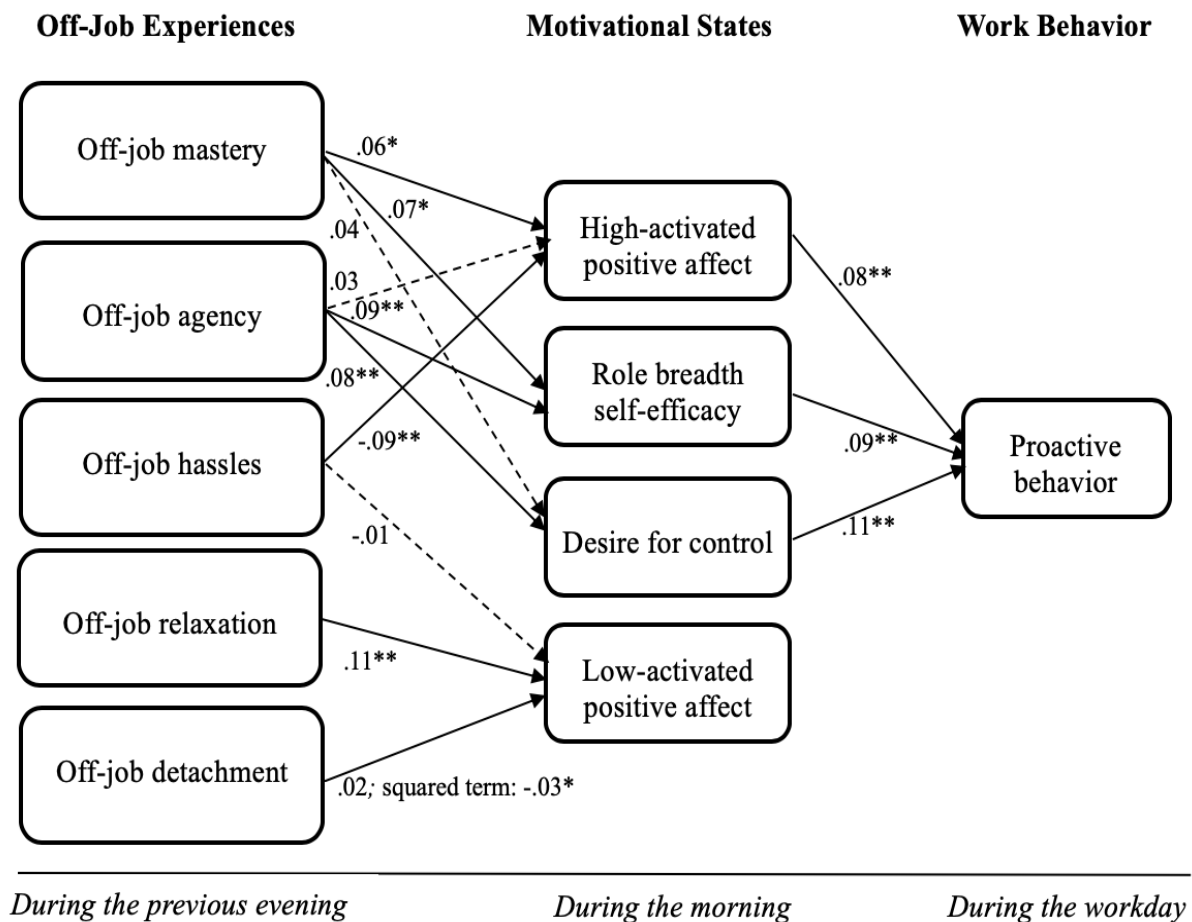 Off-Job Experiences
Motivational States
Work Behavior
Off-job mastery
Off-job agency
Off-job hassles
Off-job relaxation
Off-job detachment
.06*
.07*
.04
.03
.09**
.08**
-.09**
-.01
.11**
.02; squared term: -.03*
High-activated
positive affect
Role breadth
self-efficacy
Desire for control
Low-activated
positive affect
.08**
.09**
.11**
Proactive
behavior
During the previous evening
During the morning
During the workday